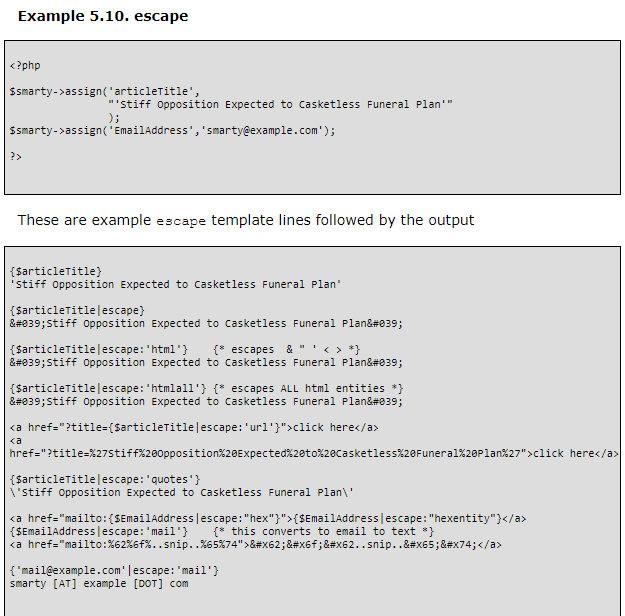 Example 5.10. escape
<?php
$smarty->assign('articleTitle',
"'Stiff Opposition Expected to Casketless Funeral Plan'"
);
$smarty->assign('EmailAddress','smarty@example.com');
?>
These are example escape template lines followed by the output
{$articleTitle}
'Stiff Opposition Expected to Casketless Funeral Plan'
{$articleTitle|escape}
&#039;Stiff Opposition Expected to Casketless Funeral Plan&#039;
{$articleTitle|escape:'html'}    {* escapes  & " ' < > *}
&#039;Stiff Opposition Expected to Casketless Funeral Plan&#039;
{$articleTitle|escape:'htmlall'} {* escapes ALL html entities *}
&#039;Stiff Opposition Expected to Casketless Funeral Plan&#039;
<a href="?title={$articleTitle|escape:'url'}">click here</a>
<a
href="?title=%27Stiff%20Opposition%20Expected%20to%20Casketless%20Funeral%20Plan%27">click here</a>
{$articleTitle|escape:'quotes'}
\'Stiff Opposition Expected to Casketless Funeral Plan\'
<a href="mailto:{$EmailAddress|escape:"hex"}">{$EmailAddress|escape:"hexentity"}</a>
{$EmailAddress|escape:'mail'}    {* this converts to email to text *}
<a href="mailto:%62%6f%..snip..%65%74">&#x62;&#x6f;&#x62..snip..&#x65;&#x74;</a>
{'mail@example.com'|escape:'mail'}
smarty [AT] example [DOT] com